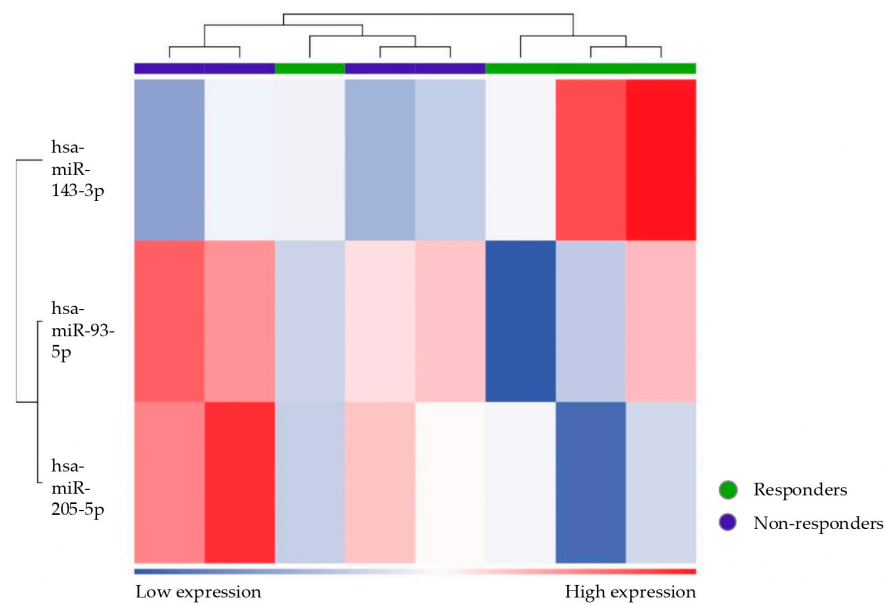 hsa-
miR-
143-3p
hsa-
miR-93-
5p
hsa-
miR-
205-5p
Responders
Non-responders
Low expression
High expression